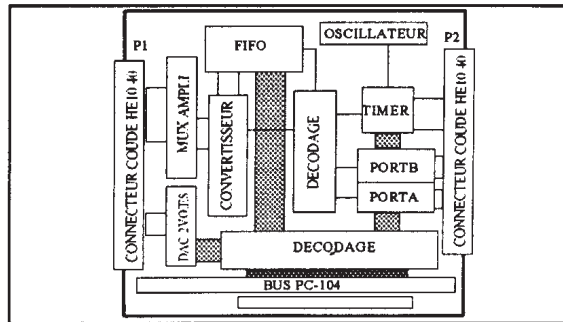 P1
FIFO
OSCILLATEUR
P2
CONNECTEUR COUDE HE10 40
MUX AMPLI
CONVERTISSEUR
DECODAGE
TIMER
PORTB
PORTA
CONNECTEUR COUDE HE10 40
DAC 2VOIES
DECODAGE
BUS PC-104